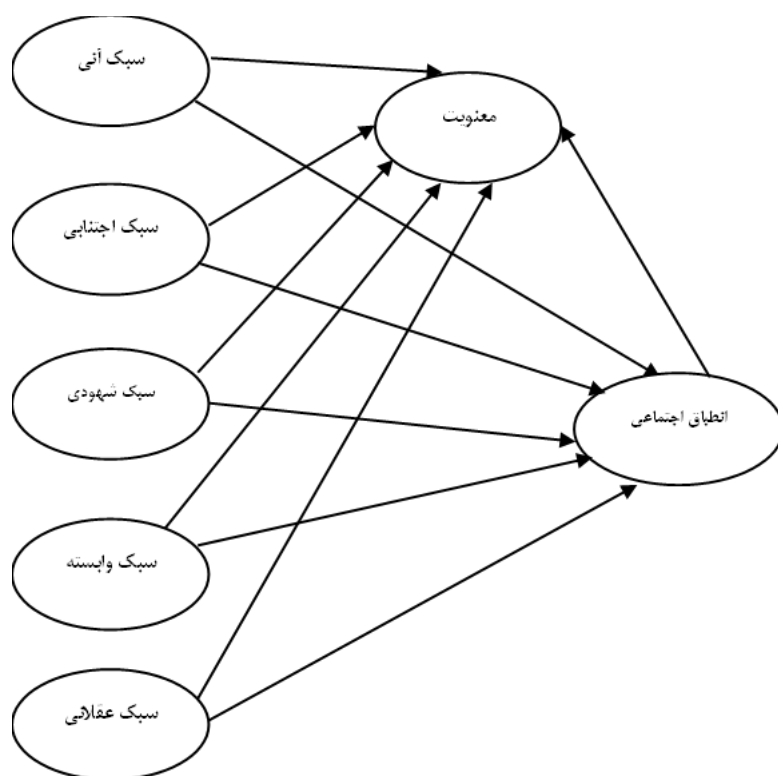 سبک آنی
معنویت
سبک اجتنابی
سبک شهودی
انطباق اجتماعی
سبک وابسته
سبک عقلانی